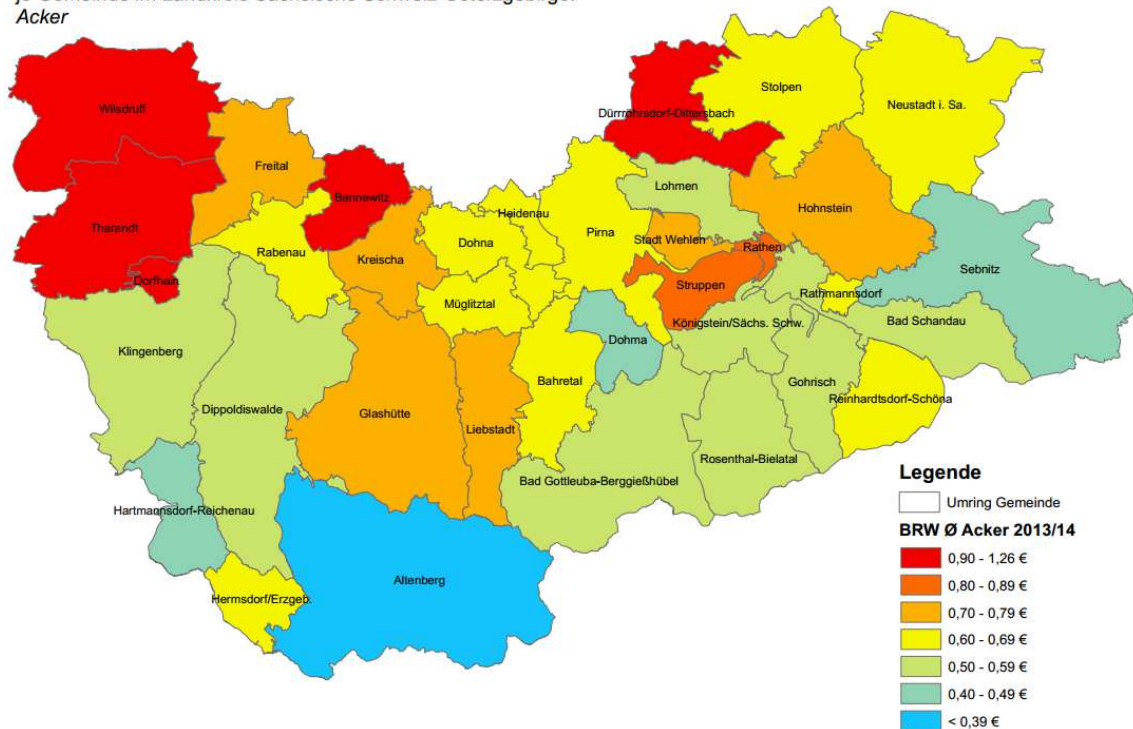 Acker
Wilsdruff
Tharandt
Dorfhain
Freital
Rabenau
Bannewitz
Kreischa
Klingenberg
Dippoldiswalde
Hartmannsdorf-Reichenau
Hermsdorf/Erzgeb.
Altenberg
Glashütte
Liebstadt
Müglitztal
Dohna
Heidenau
Pirna
Bahretal
Dohma
Bad Gottleuba-Berggießhübel
Rosenthal-Bielatal
Gohrisch
Königstein/Sächs. Schw.
Struppen
Stadt Wehlen
Rathen
Lohmen
Dürrröhrsdorf-Dittersbach
Stolpen
Neustadt i. Sa.
Hohnstein
Sebnitz
Rathmannsdorf
Bad Schandau
Reinhardtsdorf-Schöna
Legende
Umring Gemeinde
BRW Ø Acker 2013/14
0,90 - 1,26 €
0,80 - 0,89 €
0,70 - 0,79 €
0,60 - 0,69 €
0,50 - 0,59 €
0,40 - 0,49 €
< 0,39 €